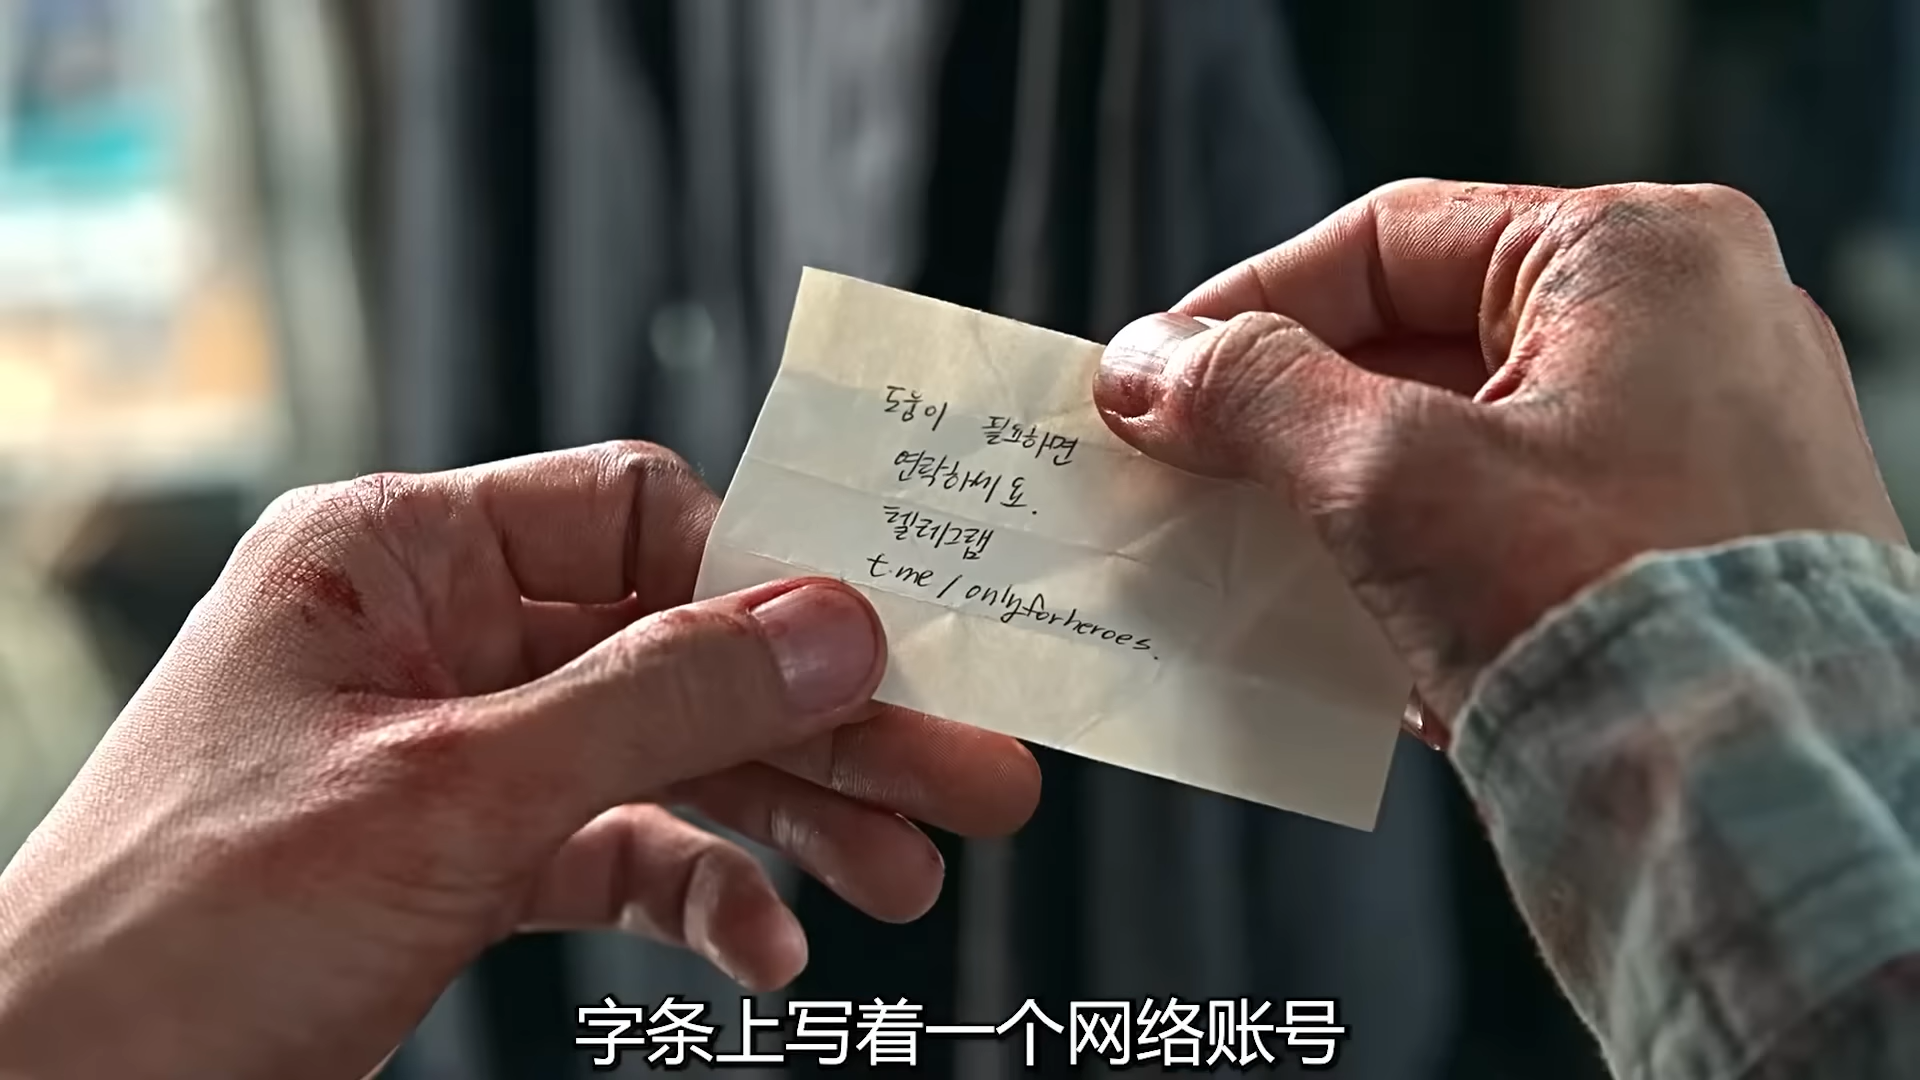 도움이 필요하면
연락하세요.
텔레그램
t.me/onlyforheroes.
字条上写着一个网络账号